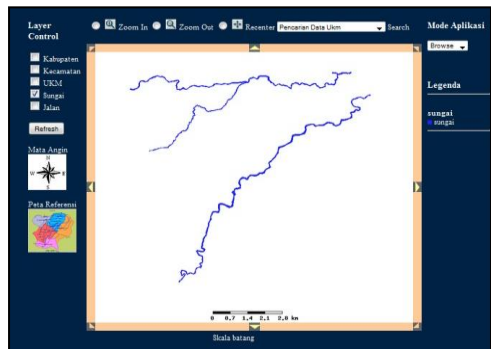 Layer Control
Zoom In Zoom Out Recenter Pencarian Data Ukm Search
Mode Aplikasi
Browse
Kabupaten
Kecamatan
UKM
Sungai
Jalan
Refresh
Legenda
sungai
sungai
Mata Angin
N
W E
S
Peta Referensi
0 0.7 1.4 2.1 2.8 km
Skala batang